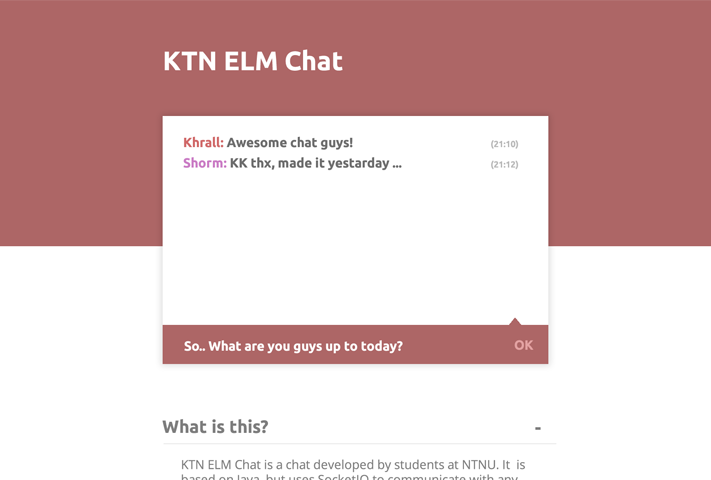 KTN ELM Chat
Khrall: Awesome chat guys! (21:10)
Shorm: KK thx, made it yestarday ... (21:12)
So.. What are you guys up to today? OK
What is this? -
KTN ELM Chat is a chat developed by students at NTNU. It is
based on Java, but uses SocketIO to communicate with any